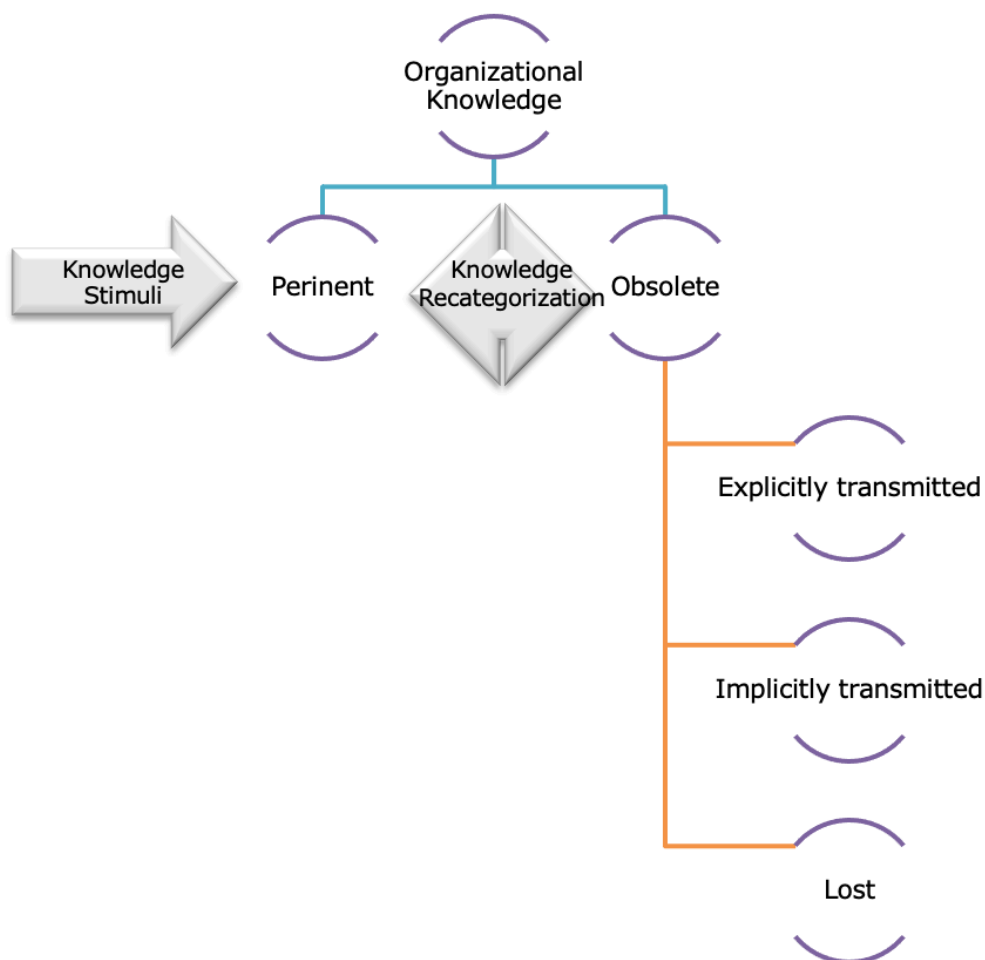 Organizational
Knowledge
Knowledge
Stimuli
Perinent
Knowledge
Recategorization
Obsolete
Explicitly transmitted
Implicitly transmitted
Lost